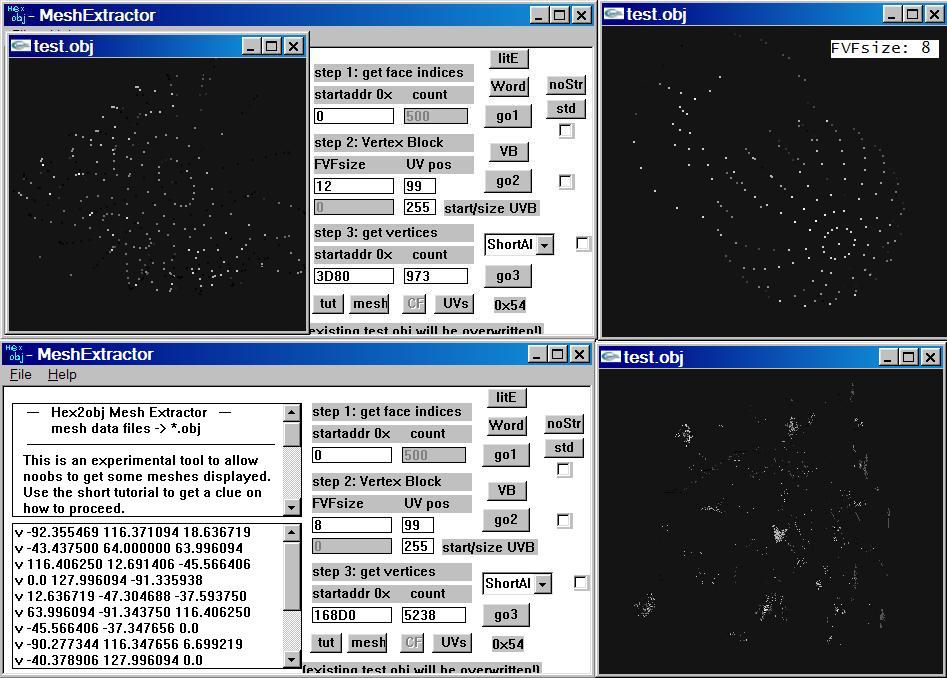 Hex
obj- MeshExtractor
test.obj
litE
step 1: get face indices
Word
noStr
startaddr 0x count
std
0
500
go1
step 2: Vertex Block
VB
FVFsize UV pos
12
99
go2
0
255
start/size UVB
step 3: get vertices
ShortAl
startaddr 0x count
3D80
973
go3
tut
mesh
CF
UVs
0x54
existing test obj will be overwritten!)
test.obj
FVFsize: 8
Hex
obj- MeshExtractor
File Help
— Hex2obj Mesh Extractor —
mesh data files -> *.obj
This is an experimental tool to allow
noobs to get some meshes displayed.
Use the short tutorial to get a clue on
how to proceed.
v -92.355469 116.371094 18.636719
v -43.437500 64.000000 63.996094
v 116.406250 12.691406 -45.566406
v 0.0 127.996094 -91.335938
v 12.636719 -47.304688 -37.593750
v 63.996094 -91.343750 116.406250
v -45.566406 -37.347656 0.0
v -90.277344 116.347656 6.699219
v -40.378906 127.996094 0.0
litE
step 1: get face indices
Word
noStr
startaddr 0x count
std
0
500
go1
step 2: Vertex Block
VB
FVFsize UV pos
8
99
go2
0
255
start/size UVB
step 3: get vertices
ShortAl
startaddr 0x count
168D0
5238
go3
tut
mesh
CF
UVs
0x54
(existing test obj will be overwritten!)
test.obj